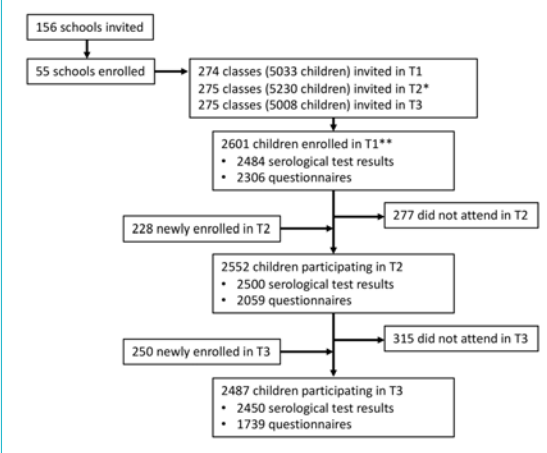 156 schools invited
55 schools enrolled
274 classes (5033 children) invited in T1
275 classes (5230 children) invited in T2*
275 classes (5008 children) invited in T3
2601 children enrolled in T1**
• 2484 serological test results
• 2306 questionnaires
277 did not attend in T2
228 newly enrolled in T2
2552 children participating in T2
• 2500 serological test results
• 2059 questionnaires
315 did not attend in T3
250 newly enrolled in T3
2487 children participating in T3
• 2450 serological test results
• 1739 questionnaires